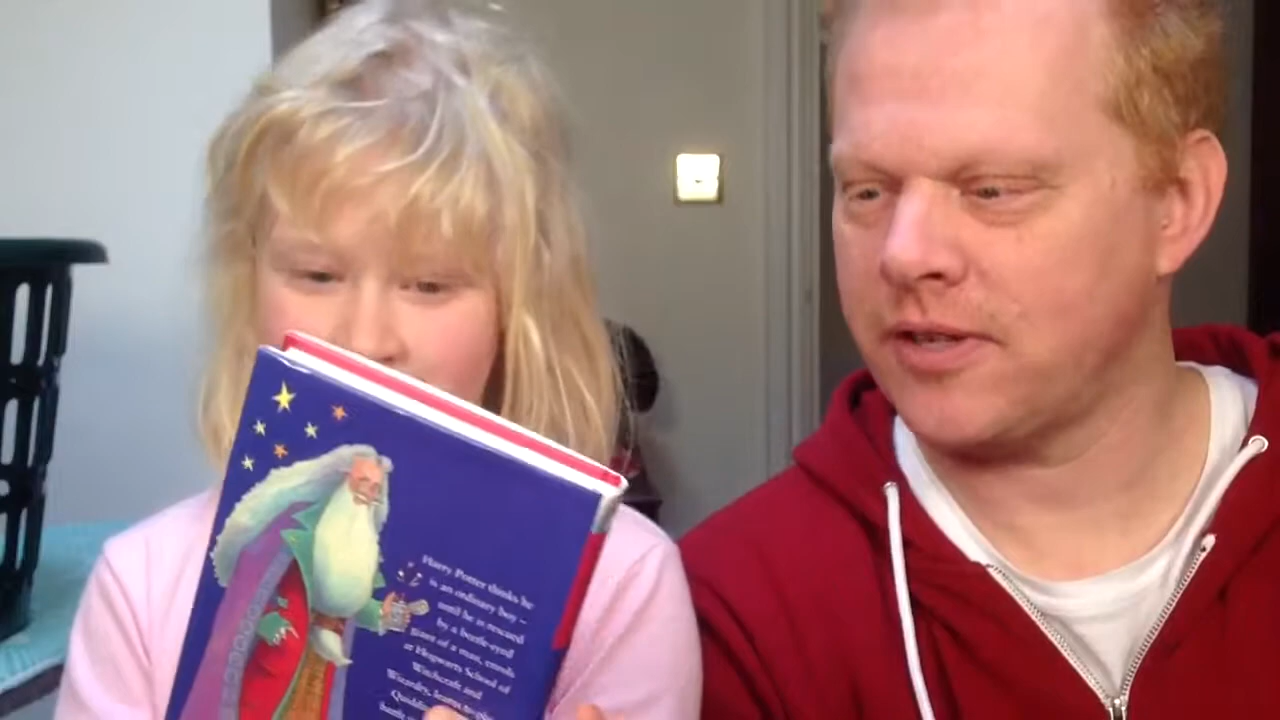 Harry Potter thinks he
is an ordinary boy –
until he is rescued
by a beetle-eyed
giant of a man, enrols
at Hogwarts School of
Witchcraft and
Wizardry, learns to play